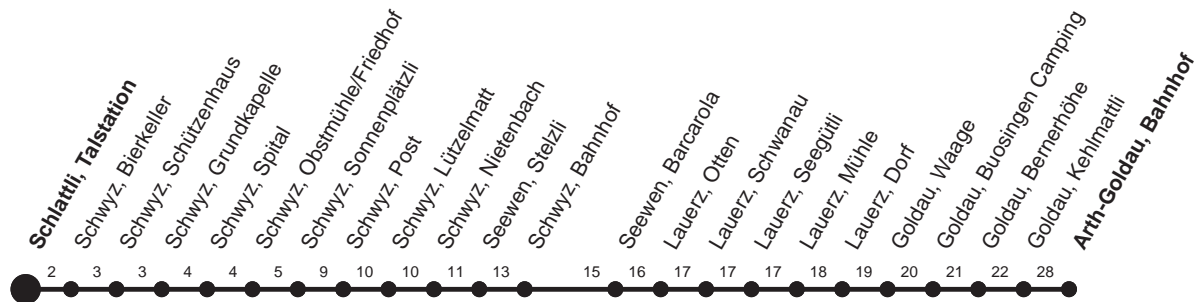 Schlattli, Talstation
Schwyz, Bierkeller
Schwyz, Schützenhaus
Schwyz, Grundkapelle
Schwyz, Spital
Schwyz, Obstmühle/Friedhof
Schwyz, Sonnenplätzli
Schwyz, Post
Schwyz, Lützelmatt
Schwyz, Nietenbach
Seewen, Stelzli
Schwyz, Bahnhof
Seewen, Barcarola
Lauerz, Otten
Lauerz, Schwanau
Lauerz, Seegütli
Lauerz, Mühle
Lauerz, Dorf
Goldau, Waage
Goldau, Buosingen Camping
Goldau, Bernerhöhe
Goldau, Kehlmattli
Arth-Goldau, Bahnhof
2 3 3 4 4 5 9 10 10 11 13 15 16 17 17 17 18 19 20 21 22 28